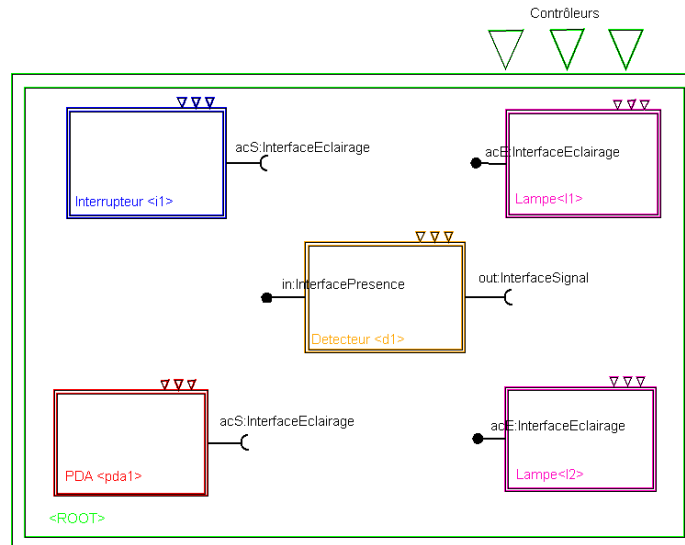 Contrôleurs
acS:InterfaceEclairage
acE:InterfaceEclairage
Interrupteur <i1>
Lampe<l1>
in:InterfacePresence
out:InterfaceSignal
Detecteur <d1>
acS:InterfaceEclairage
acE:InterfaceEclairage
PDA <pda1>
Lampe<l2>
<ROOT>